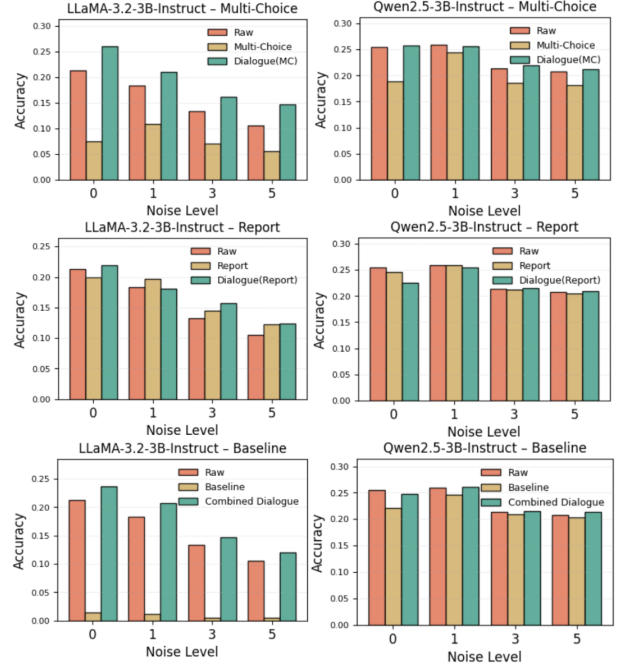 LLaMA-3.2-3B-Instruct – Multi-Choice
Accuracy
0.30
0.25
0.20
0.15
0.10
0.05
0.00
Raw
Multi-Choice
Dialogue(MC)
0 1 3 5
Noise Level
Qwen2.5-3B-Instruct – Multi-Choice
Accuracy
0.30
0.25
0.20
0.15
0.10
0.05
0.00
Raw
Multi-Choice
Dialogue(MC)
0 1 3 5
Noise Level
LLaMA-3.2-3B-Instruct – Report
Accuracy
0.25
0.20
0.15
0.10
0.05
0.00
Raw
Report
Dialogue(Report)
0 1 3 5
Noise Level
Qwen2.5-3B-Instruct – Report
Accuracy
0.30
0.25
0.20
0.15
0.10
0.05
0.00
Raw
Report
Dialogue(Report)
0 1 3 5
Noise Level
LLaMA-3.2-3B-Instruct – Baseline
Accuracy
0.25
0.20
0.15
0.10
0.05
0.00
Raw
Baseline
Combined Dialogue
0 1 3 5
Noise Level
Qwen2.5-3B-Instruct – Baseline
Accuracy
0.30
0.25
0.20
0.15
0.10
0.05
0.00
Raw
Baseline
Combined Dialogue
0 1 3 5
Noise Level